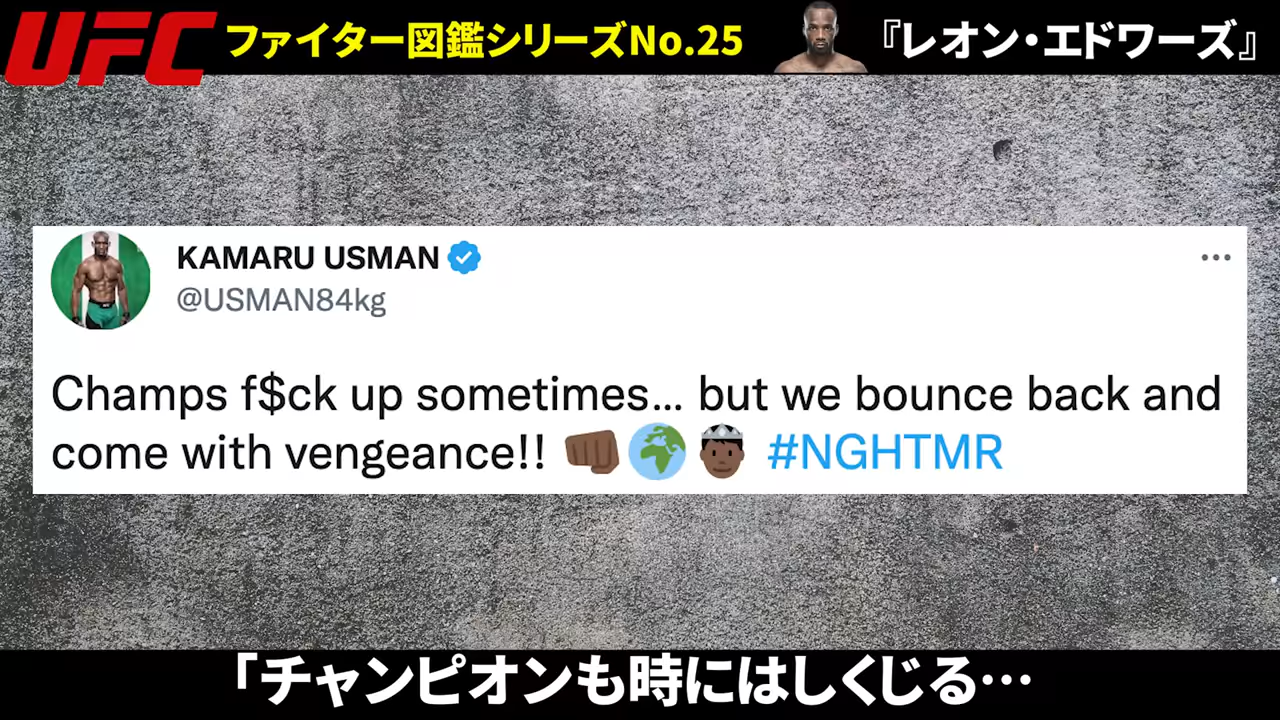 UFC ファイター図鑑シリーズNo.25 『レオン・エドワーズ』
KAMARU USMAN
@USMAN84kg
Champs f$ck up sometimes... but we bounce back and
come with vengeance!! 👊🏿🌍🤴🏿 #NGHTMR
「チャンピオンも時にはしくじる…